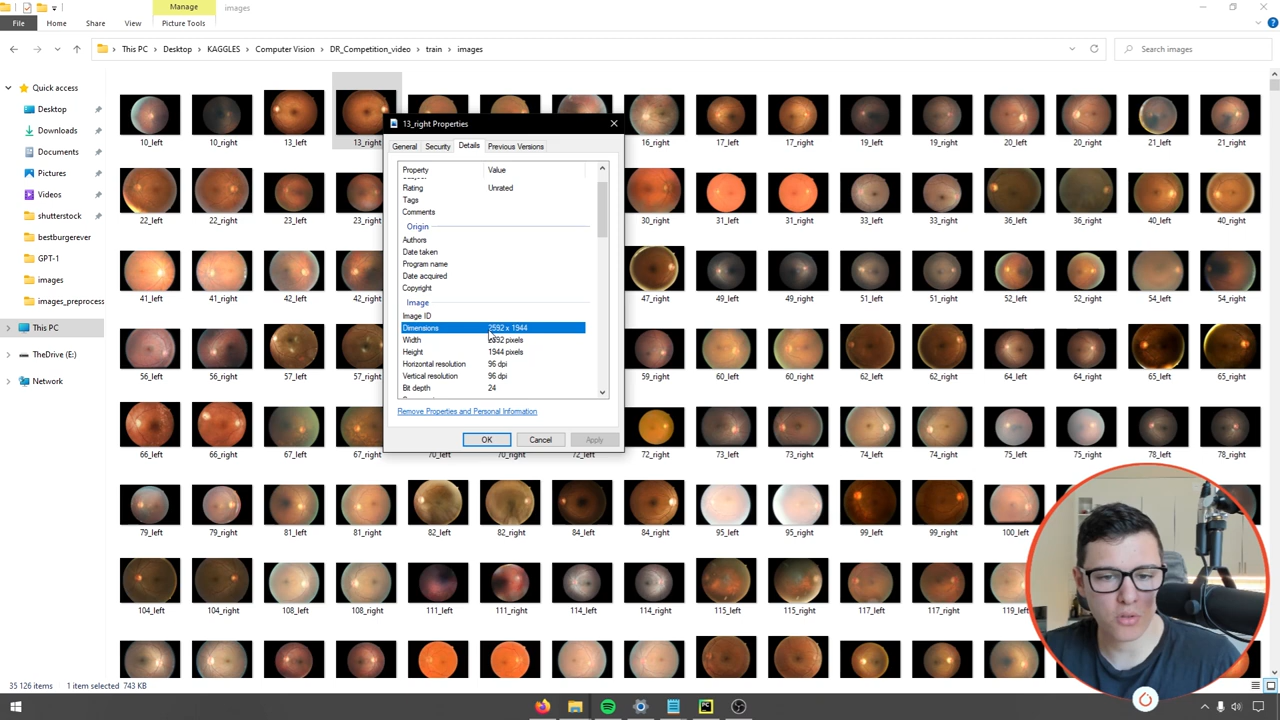 Manage
images
File
Home
Share
View
Picture Tools
This PC
Desktop
KAGGLES
Computer Vision
DR_Competition_video
train
images
Search images
Quick access
Desktop
Downloads
Documents
Pictures
Videos
shutterstock
bestburgerever
GPT-1
images
images_preprocess
This PC
TheDrive (E:)
Network
10_left
10_right
13_left
13_right
16_right
17_left
17_right
19_left
19_right
20_left
20_right
21_left
21_right
22_left
22_right
23_left
23_right
30_right
31_left
31_right
33_left
33_right
36_left
36_right
40_left
40_right
41_left
41_right
42_left
42_right
47_right
49_left
49_right
51_left
51_right
52_left
52_right
54_left
54_right
56_left
56_right
57_left
57_right
59_right
60_left
60_right
62_left
62_right
64_left
64_right
65_left
65_right
66_left
66_right
67_left
67_right
70_left
70_right
72_left
72_right
73_left
73_right
74_left
74_right
75_left
75_right
78_left
78_right
79_left
79_right
81_left
81_right
82_left
82_right
84_left
84_right
95_left
95_right
99_left
99_right
100_left
104_left
104_right
108_left
108_right
111_left
111_right
114_left
114_right
115_left
115_right
117_left
117_right
119_left
13_right Properties
General
Security
Details
Previous Versions
Property
Value
Rating
Unrated
Tags
Comments
Origin
Authors
Date taken
Program name
Date acquired
Copyright
Image
Image ID
Dimensions
2592 x 1944
Width
2592 pixels
Height
1944 pixels
Horizontal resolution
96 dpi
Vertical resolution
96 dpi
Bit depth
24
Remove Properties and Personal Information
OK
Cancel
Apply
35 126 items
1 item selected 743 KB